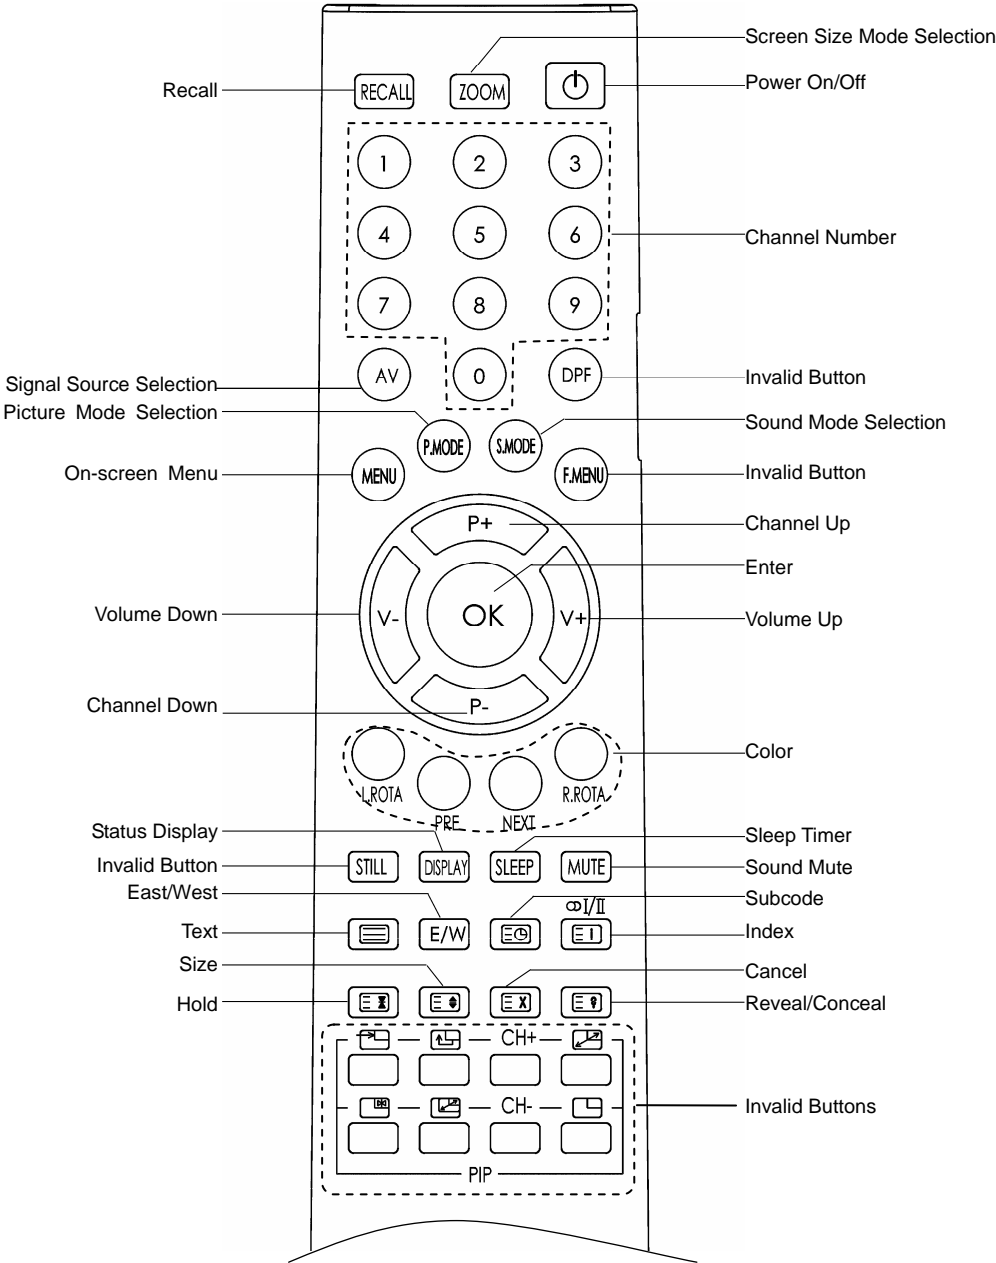 Screen Size Mode Selection
Recall
RECALL
ZOOM
Power On/Off
1
2
3
4
5
6
Channel Number
7
8
9
Signal Source Selection
AV
0
DPF
Invalid Button
Picture Mode Selection
P.MODE
S.MODE
Sound Mode Selection
On-screen Menu
MENU
F.MENU
Invalid Button
P+
Channel Up
Enter
Volume Down
V-
OK
V+
Volume Up
Channel Down
P-
Color
L.ROTA
R.ROTA
PRE
NEXT
Status Display
Sleep Timer
Invalid Button
STILL
DISPLAY
SLEEP
MUTE
Sound Mute
East/West
Subcode
I/II
Text
E/W
I
Index
Size
Cancel
Hold
X
?
Reveal/Conceal
CH+
CH-
Invalid Buttons
PIP